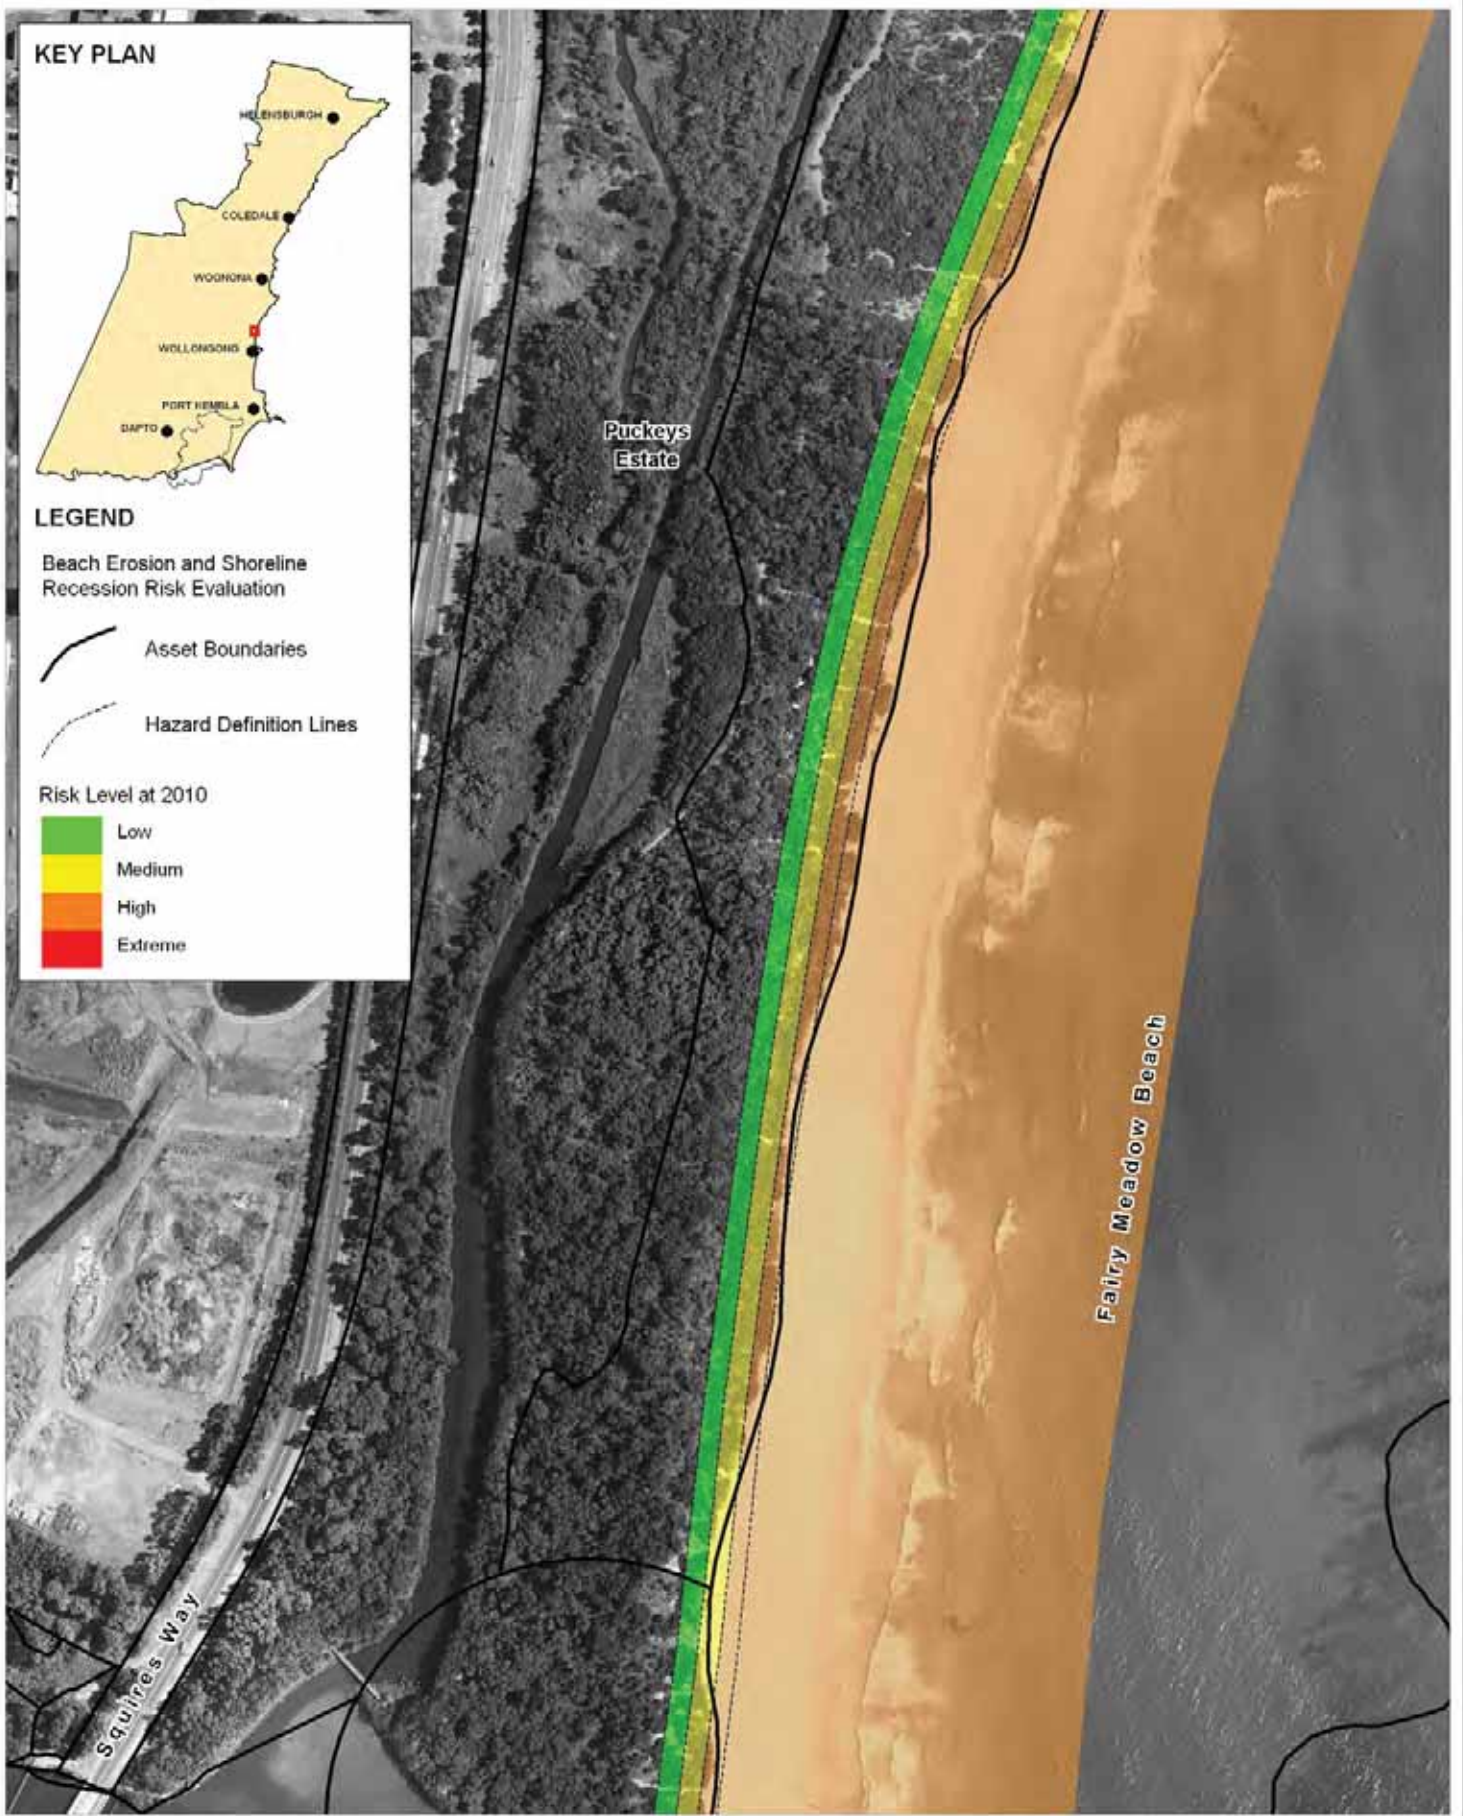 KEY PLAN
HELENSBURGH
COLEDALE
WOONONA
WOLLONGONG
PORT KEMBLA
DAPTO
LEGEND
Beach Erosion and Shoreline
Recession Risk Evaluation
Asset Boundaries
Hazard Definition Lines
Risk Level at 2010
Low
Medium
High
Extreme
Puckeys
Estate
Fairy Meadow Beach
Squires Way